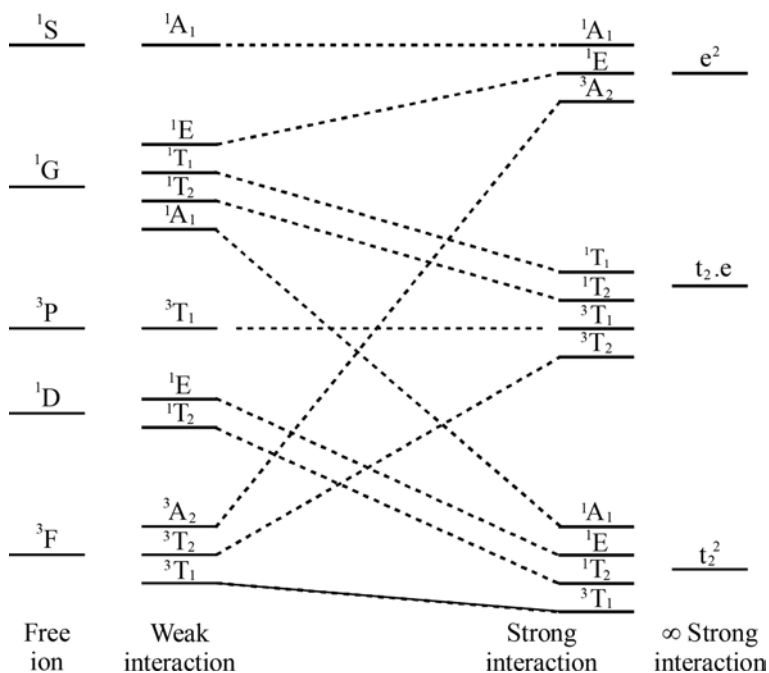 ¹S
¹A₁
¹A₁
¹E
e²
³A₂
¹E
¹G
¹T₁
¹T₂
¹A₁
¹T₁
t₂.e
¹T₂
³P
³T₁
³T₁
³T₂
¹D
¹E
¹T₂
³A₂
¹A₁
³F
³T₂
¹E
t₂²
³T₁
¹T₂
³T₁
Free ion
Weak interaction
Strong interaction
∞ Strong interaction